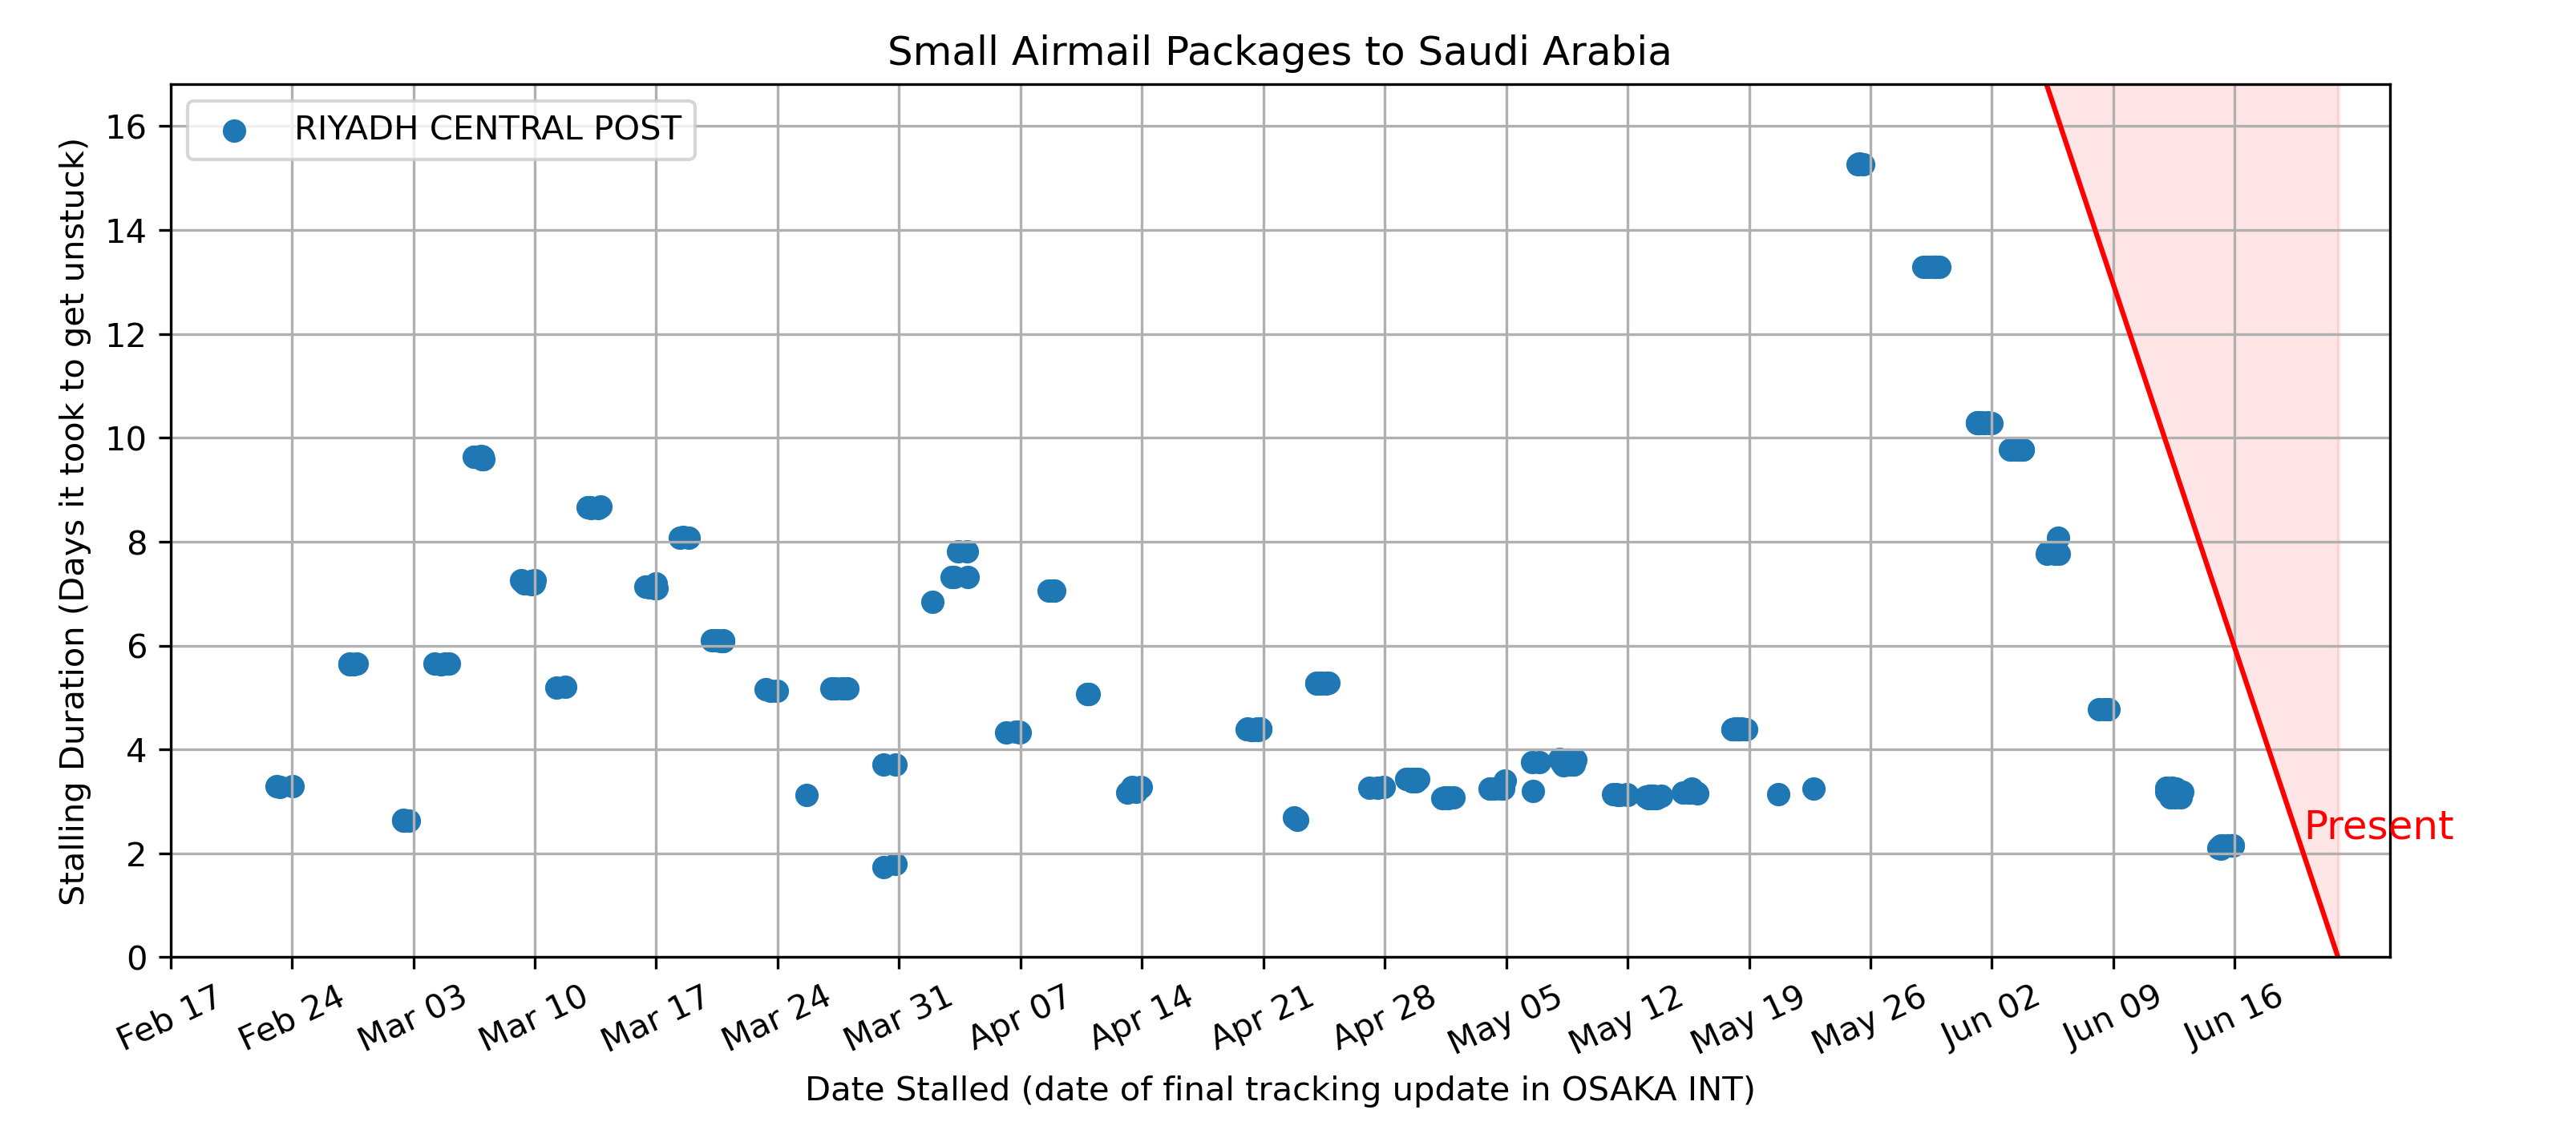 Small Airmail Packages to Saudi Arabia
RIYADH CENTRAL POST
Stalling Duration (Days it took to get unstuck)
16
14
12
10
8
6
4
2
0
Present
Feb 17
Feb 24
Mar 03
Mar 10
Mar 17
Mar 24
Mar 31
Apr 07
Apr 14
Apr 21
Apr 28
May 05
May 12
May 19
May 26
Jun 02
Jun 09
Jun 16
Date Stalled (date of final tracking update in OSAKA INT)